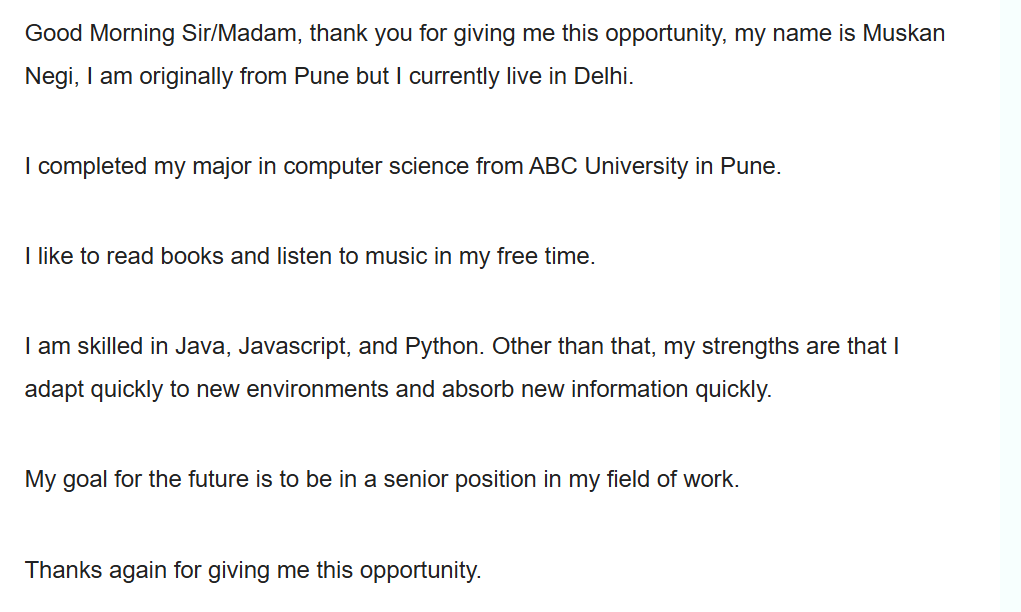 Good Morning Sir/Madam, thank you for giving me this opportunity, my name is Muskan
Negi, I am originally from Pune but I currently live in Delhi.
I completed my major in computer science from ABC University in Pune.
I like to read books and listen to music in my free time.
I am skilled in Java, Javascript, and Python. Other than that, my strengths are that I
adapt quickly to new environments and absorb new information quickly.
My goal for the future is to be in a senior position in my field of work.
Thanks again for giving me this opportunity.